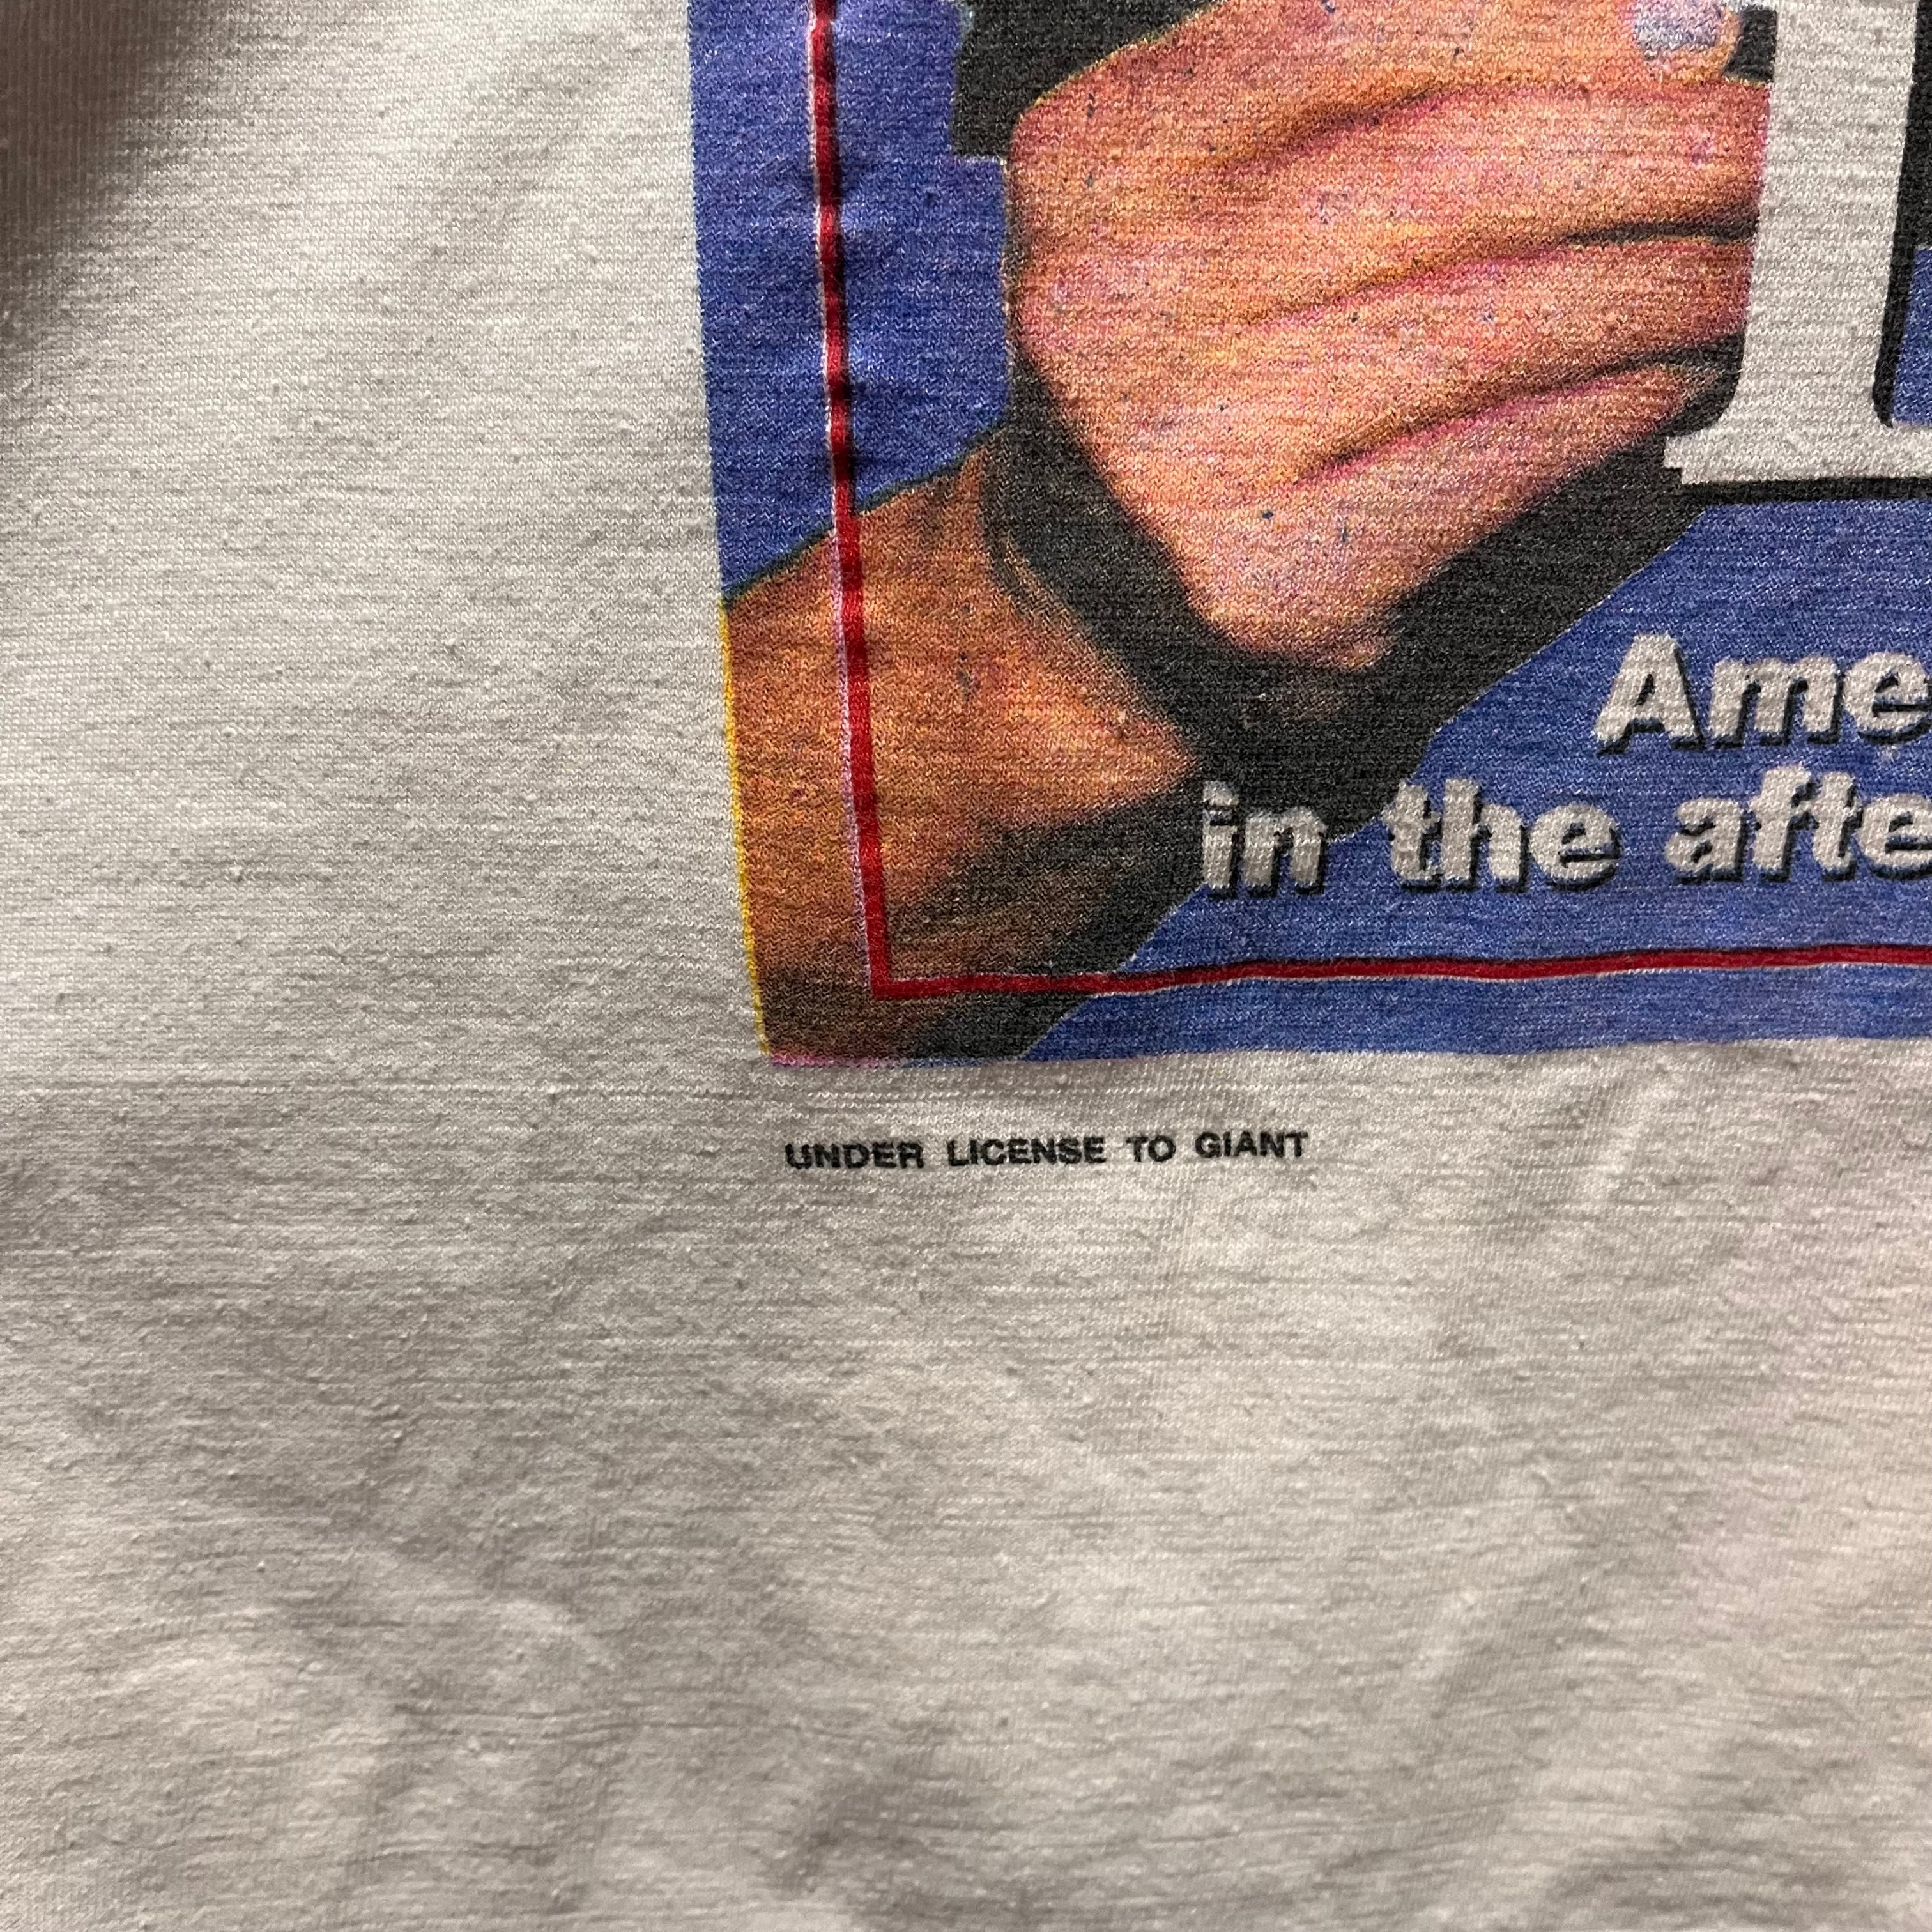 Ame
in the afte
UNDER LICENSE TO GIANT